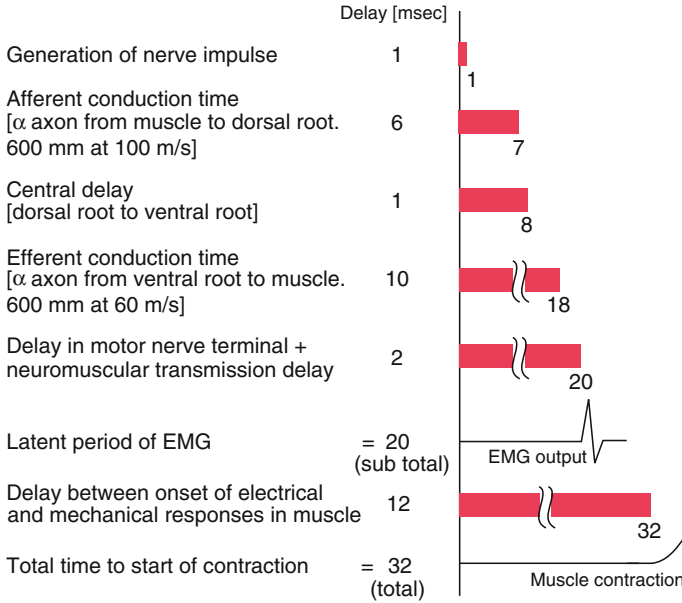 Delay [msec]
Generation of nerve impulse 1
1
Afferent conduction time
[α axon from muscle to dorsal root. 6
600 mm at 100 m/s]
7
Central delay
[dorsal root to ventral root] 1
8
Efferent conduction time
[α axon from ventral root to muscle. 10
600 mm at 60 m/s]
18
Delay in motor nerve terminal + 2
neuromuscular transmission delay
20
Latent period of EMG = 20
(sub total)
EMG output
Delay between onset of electrical 12
and mechanical responses in muscle
32
Total time to start of contraction = 32
(total)
Muscle contraction